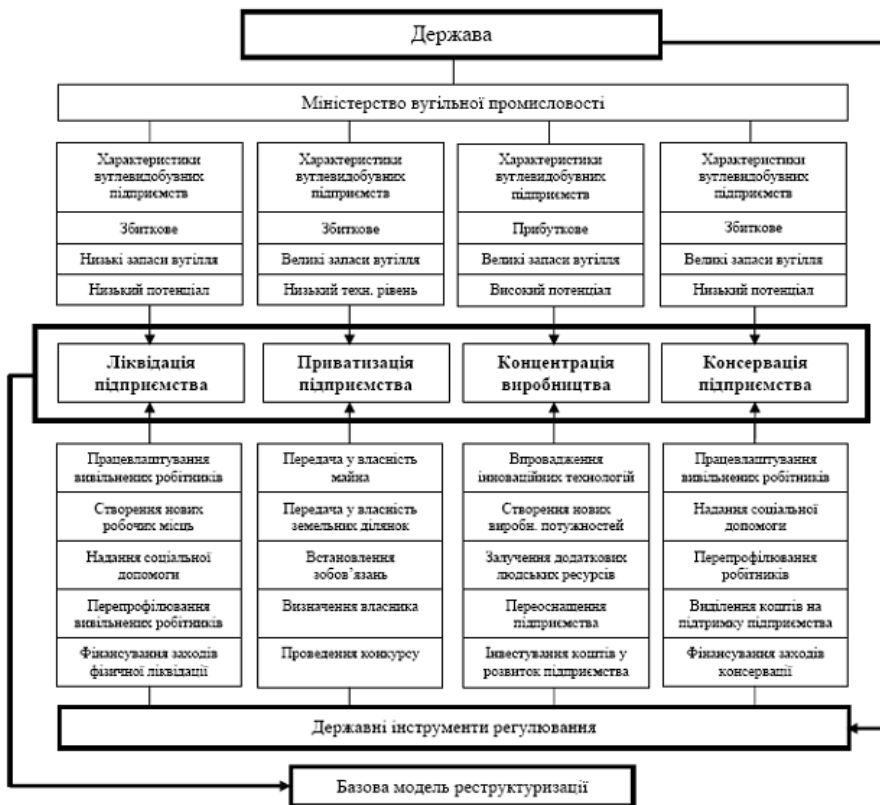 Держава
Міністерство вугільної промисловості
Характеристики
вуглевидобувних
підприємств
Збиткове
Низькі запаси вугілля
Низький потенціал
Характеристики
вуглевидобувних
підприємств
Збиткове
Великі запаси вугілля
Низький техн. рівень
Характеристики
вуглевидобувних
підприємств
Прибуткове
Великі запаси вугілля
Високий потенціал
Характеристики
вуглевидобувних
підприємств
Збиткове
Великі запаси вугілля
Низький потенціал
Ліквідація
підприємства
Приватизація
підприємства
Концентрація
виробництва
Консервація
підприємства
Працевлаштування
вивільнених робітників
Створення нових
робочих місць
Надання соціальної
допомоги
Перепрофілювання
вивільнених робітників
Фінансування заходів
фізичної ліквідації
Передача у власність
майна
Передача у власність
земельних ділянок
Встановлення
зобов’язань
Визначення власника
Проведення конкурсу
Впровадження
інноваційних технологій
Створення нових
виробн. потужностей
Залучення додаткових
людських ресурсів
Переоснащення
підприємства
Інвестування коштів у
розвиток підприємства
Працевлаштування
вивільнених робітників
Надання соціальної
допомоги
Перепрофілювання
робітників
Виділення коштів на
підтримку підприємства
Фінансування заходів
консервації
Державні інструменти регулювання
Базова модель реструктуризації